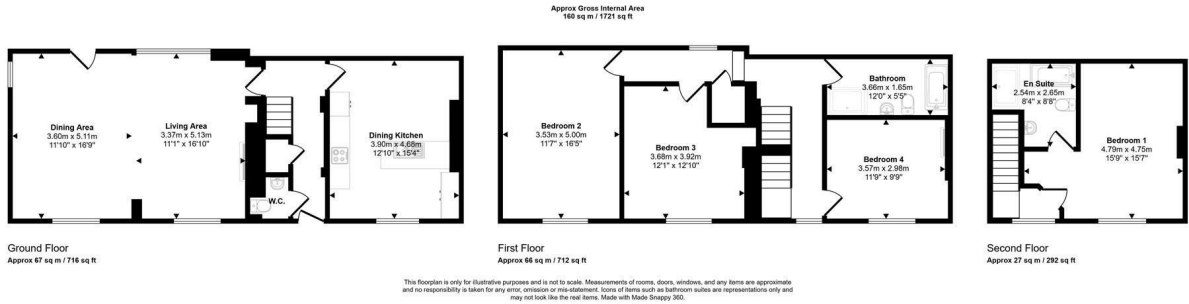 Approx Gross Internal Area
160 sq m / 1721 sq ft
Dining Area
3.60m x 5.11m
11'10" x 16'9"
Living Area
3.37m x 5.13m
11'1" x 16'10"
Dining Kitchen
3.90m x 4.68m
12'10" x 15'4"
W.C.
Ground Floor
Approx 67 sq m / 716 sq ft
Bedroom 2
3.53m x 5.00m
11'7" x 16'5"
Bedroom 3
3.68m x 3.92m
12'1" x 12'10"
Bathroom
3.66m x 1.65m
12'0" x 5'5"
Bedroom 4
3.57m x 2.98m
11'9" x 9'9"
First Floor
Approx 66 sq m / 712 sq ft
En Suite
2.54m x 2.65m
8'4" x 8'8"
Bedroom 1
4.79m x 4.75m
15'9" x 15'7"
Second Floor
Approx 27 sq m / 292 sq ft
This floorplan is only for illustrative purposes and is not to scale. Measurements of rooms, doors, windows, and any items are approximate
and no responsibility is taken for any error, omission or mis-statement. Icons of items such as bathroom suites are representations only and
may not look like the real items. Made with Made Snappy 360.